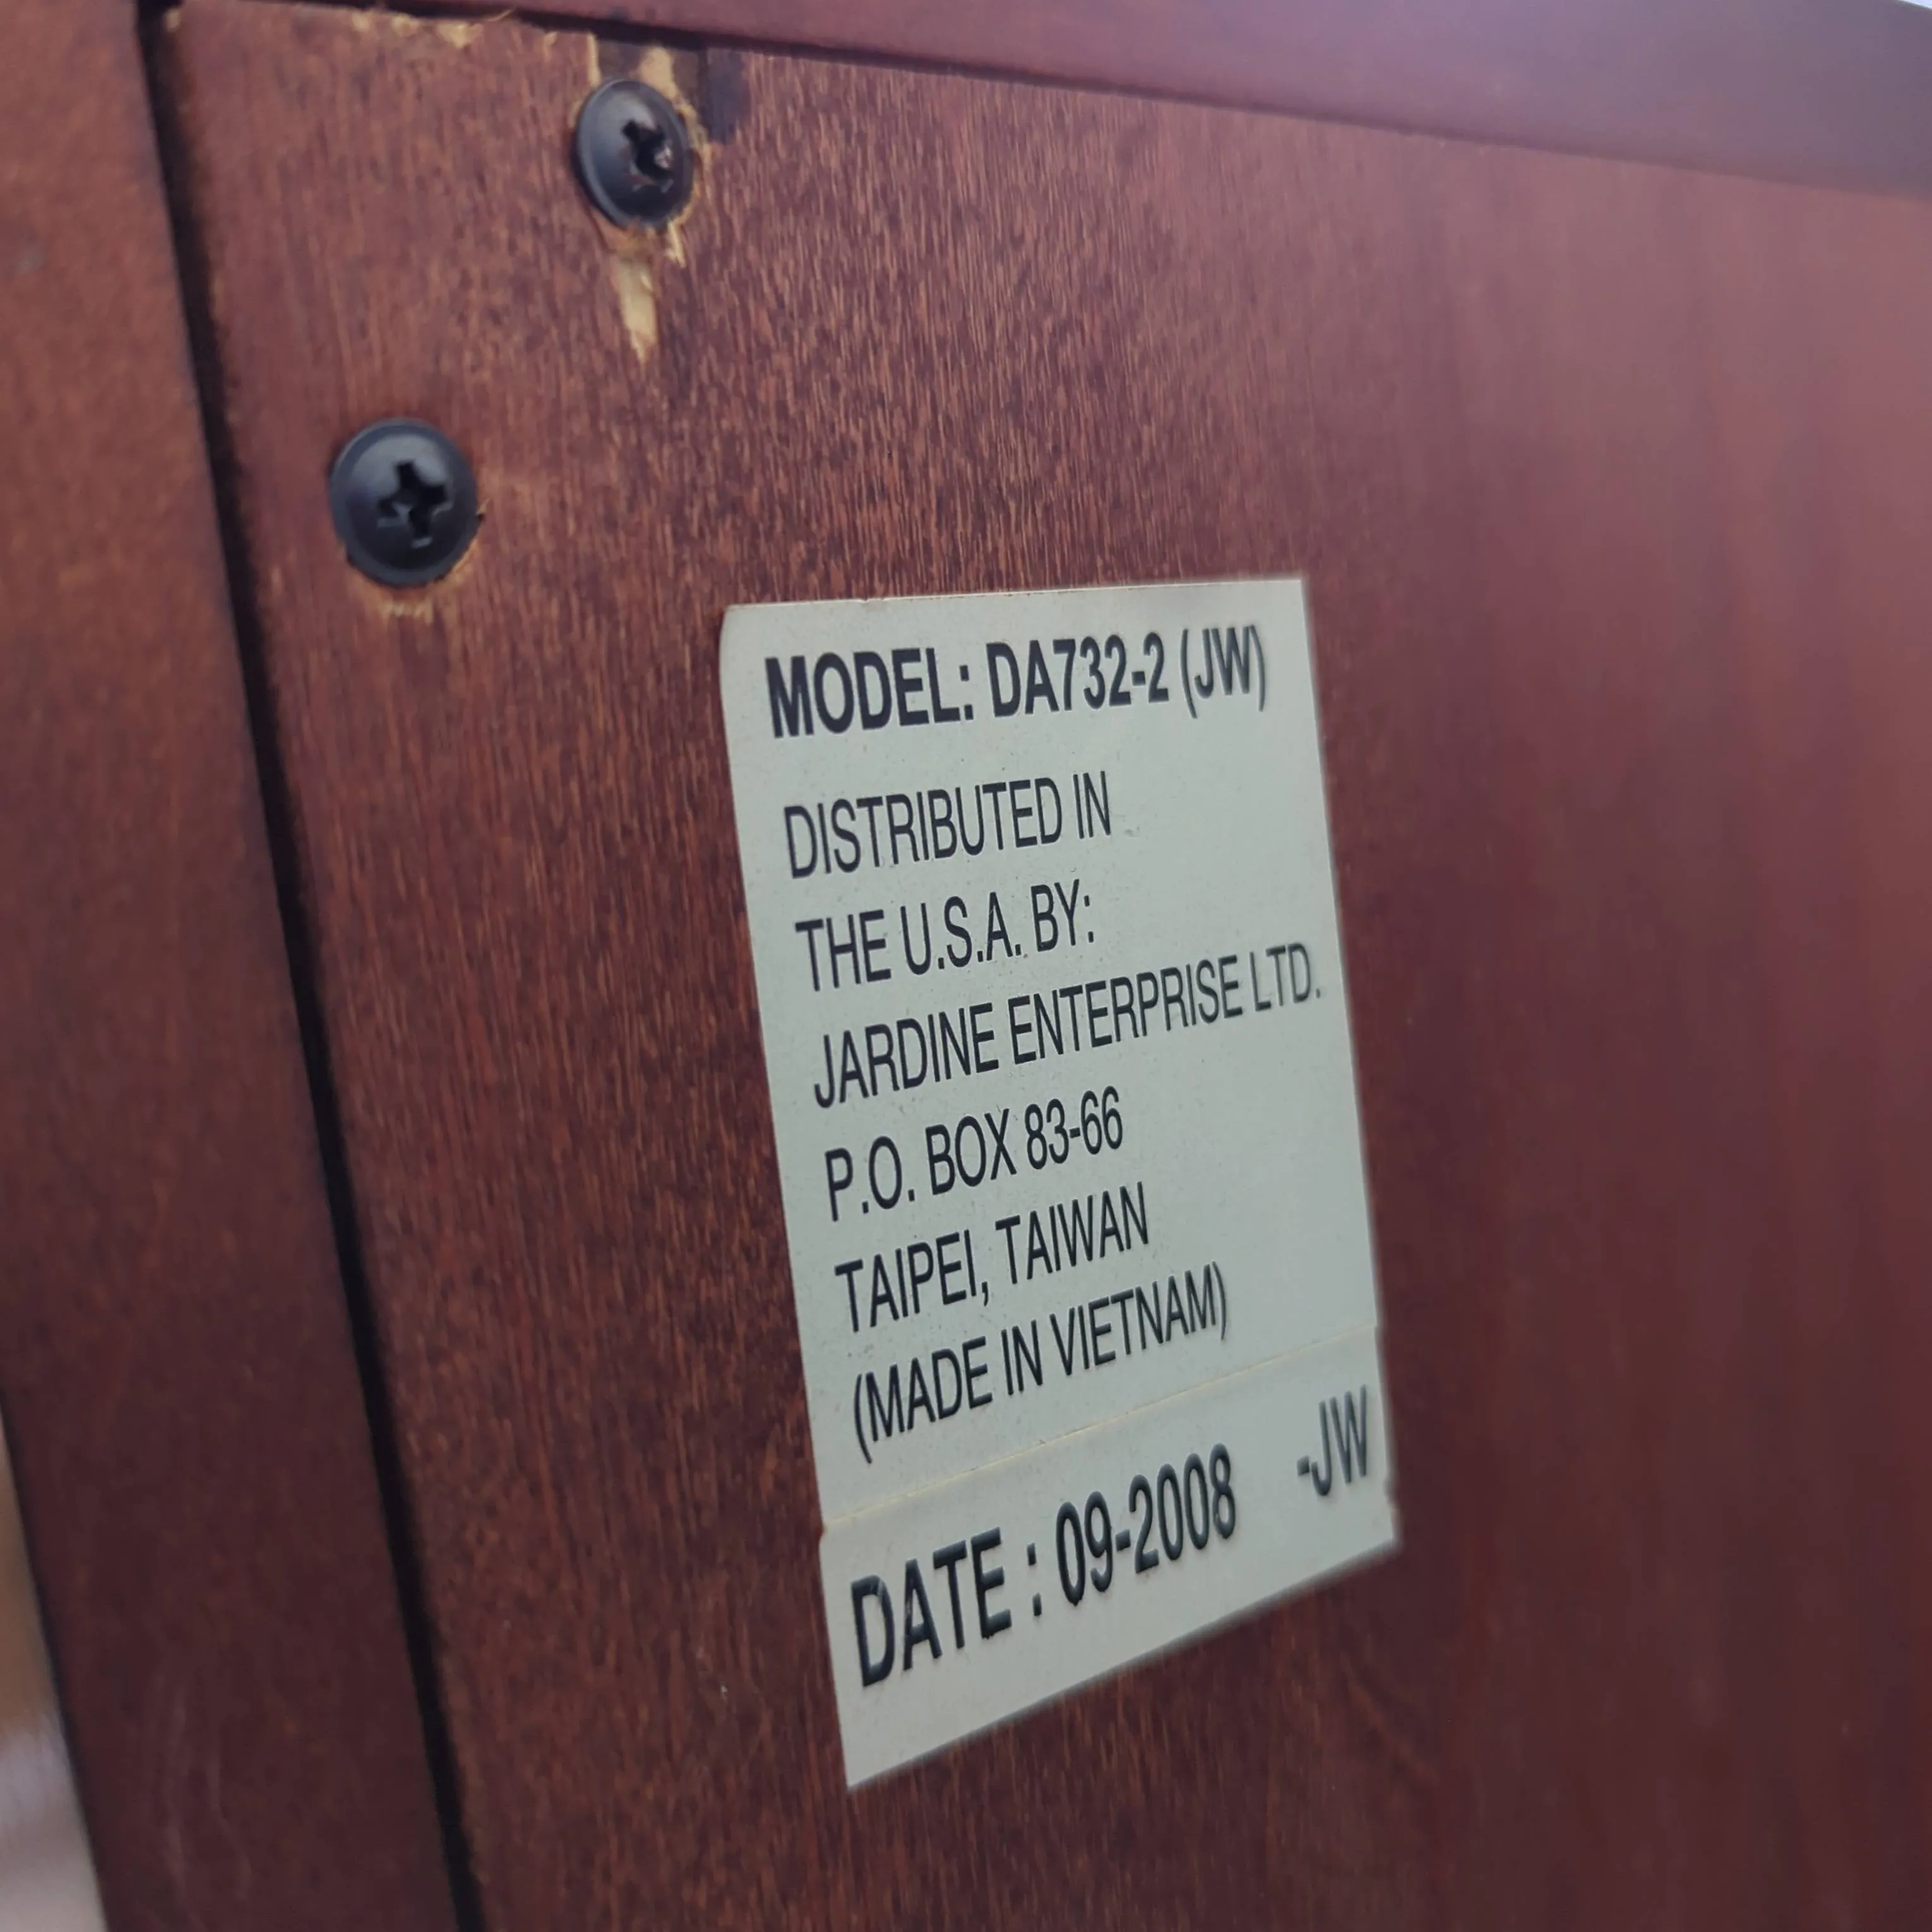 MODEL: DA732-2 (JW)
DISTRIBUTED IN
THE U.S.A. BY:
JARDINE ENTERPRISE LTD.
P.O. BOX 83-66
TAIPEI, TAIWAN
(MADE IN VIETNAM)
DATE : 09-2008 -JW